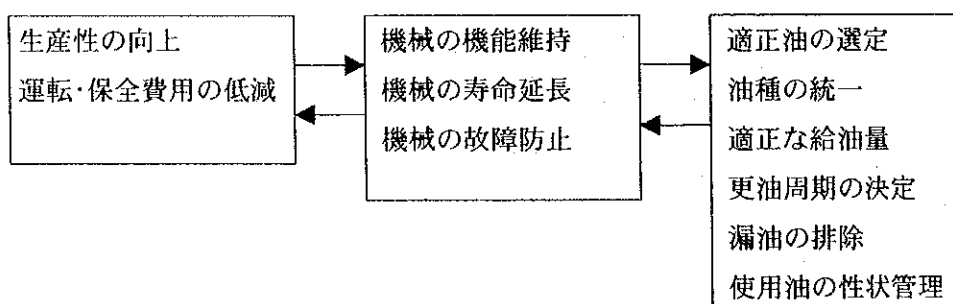 生産性の向上
運転・保全費用の低減
機械の機能維持
機械の寿命延長
機械の故障防止
適正油の選定
油種の統一
適正な給油量
更油周期の決定
漏油の排除
使用油の性状管理